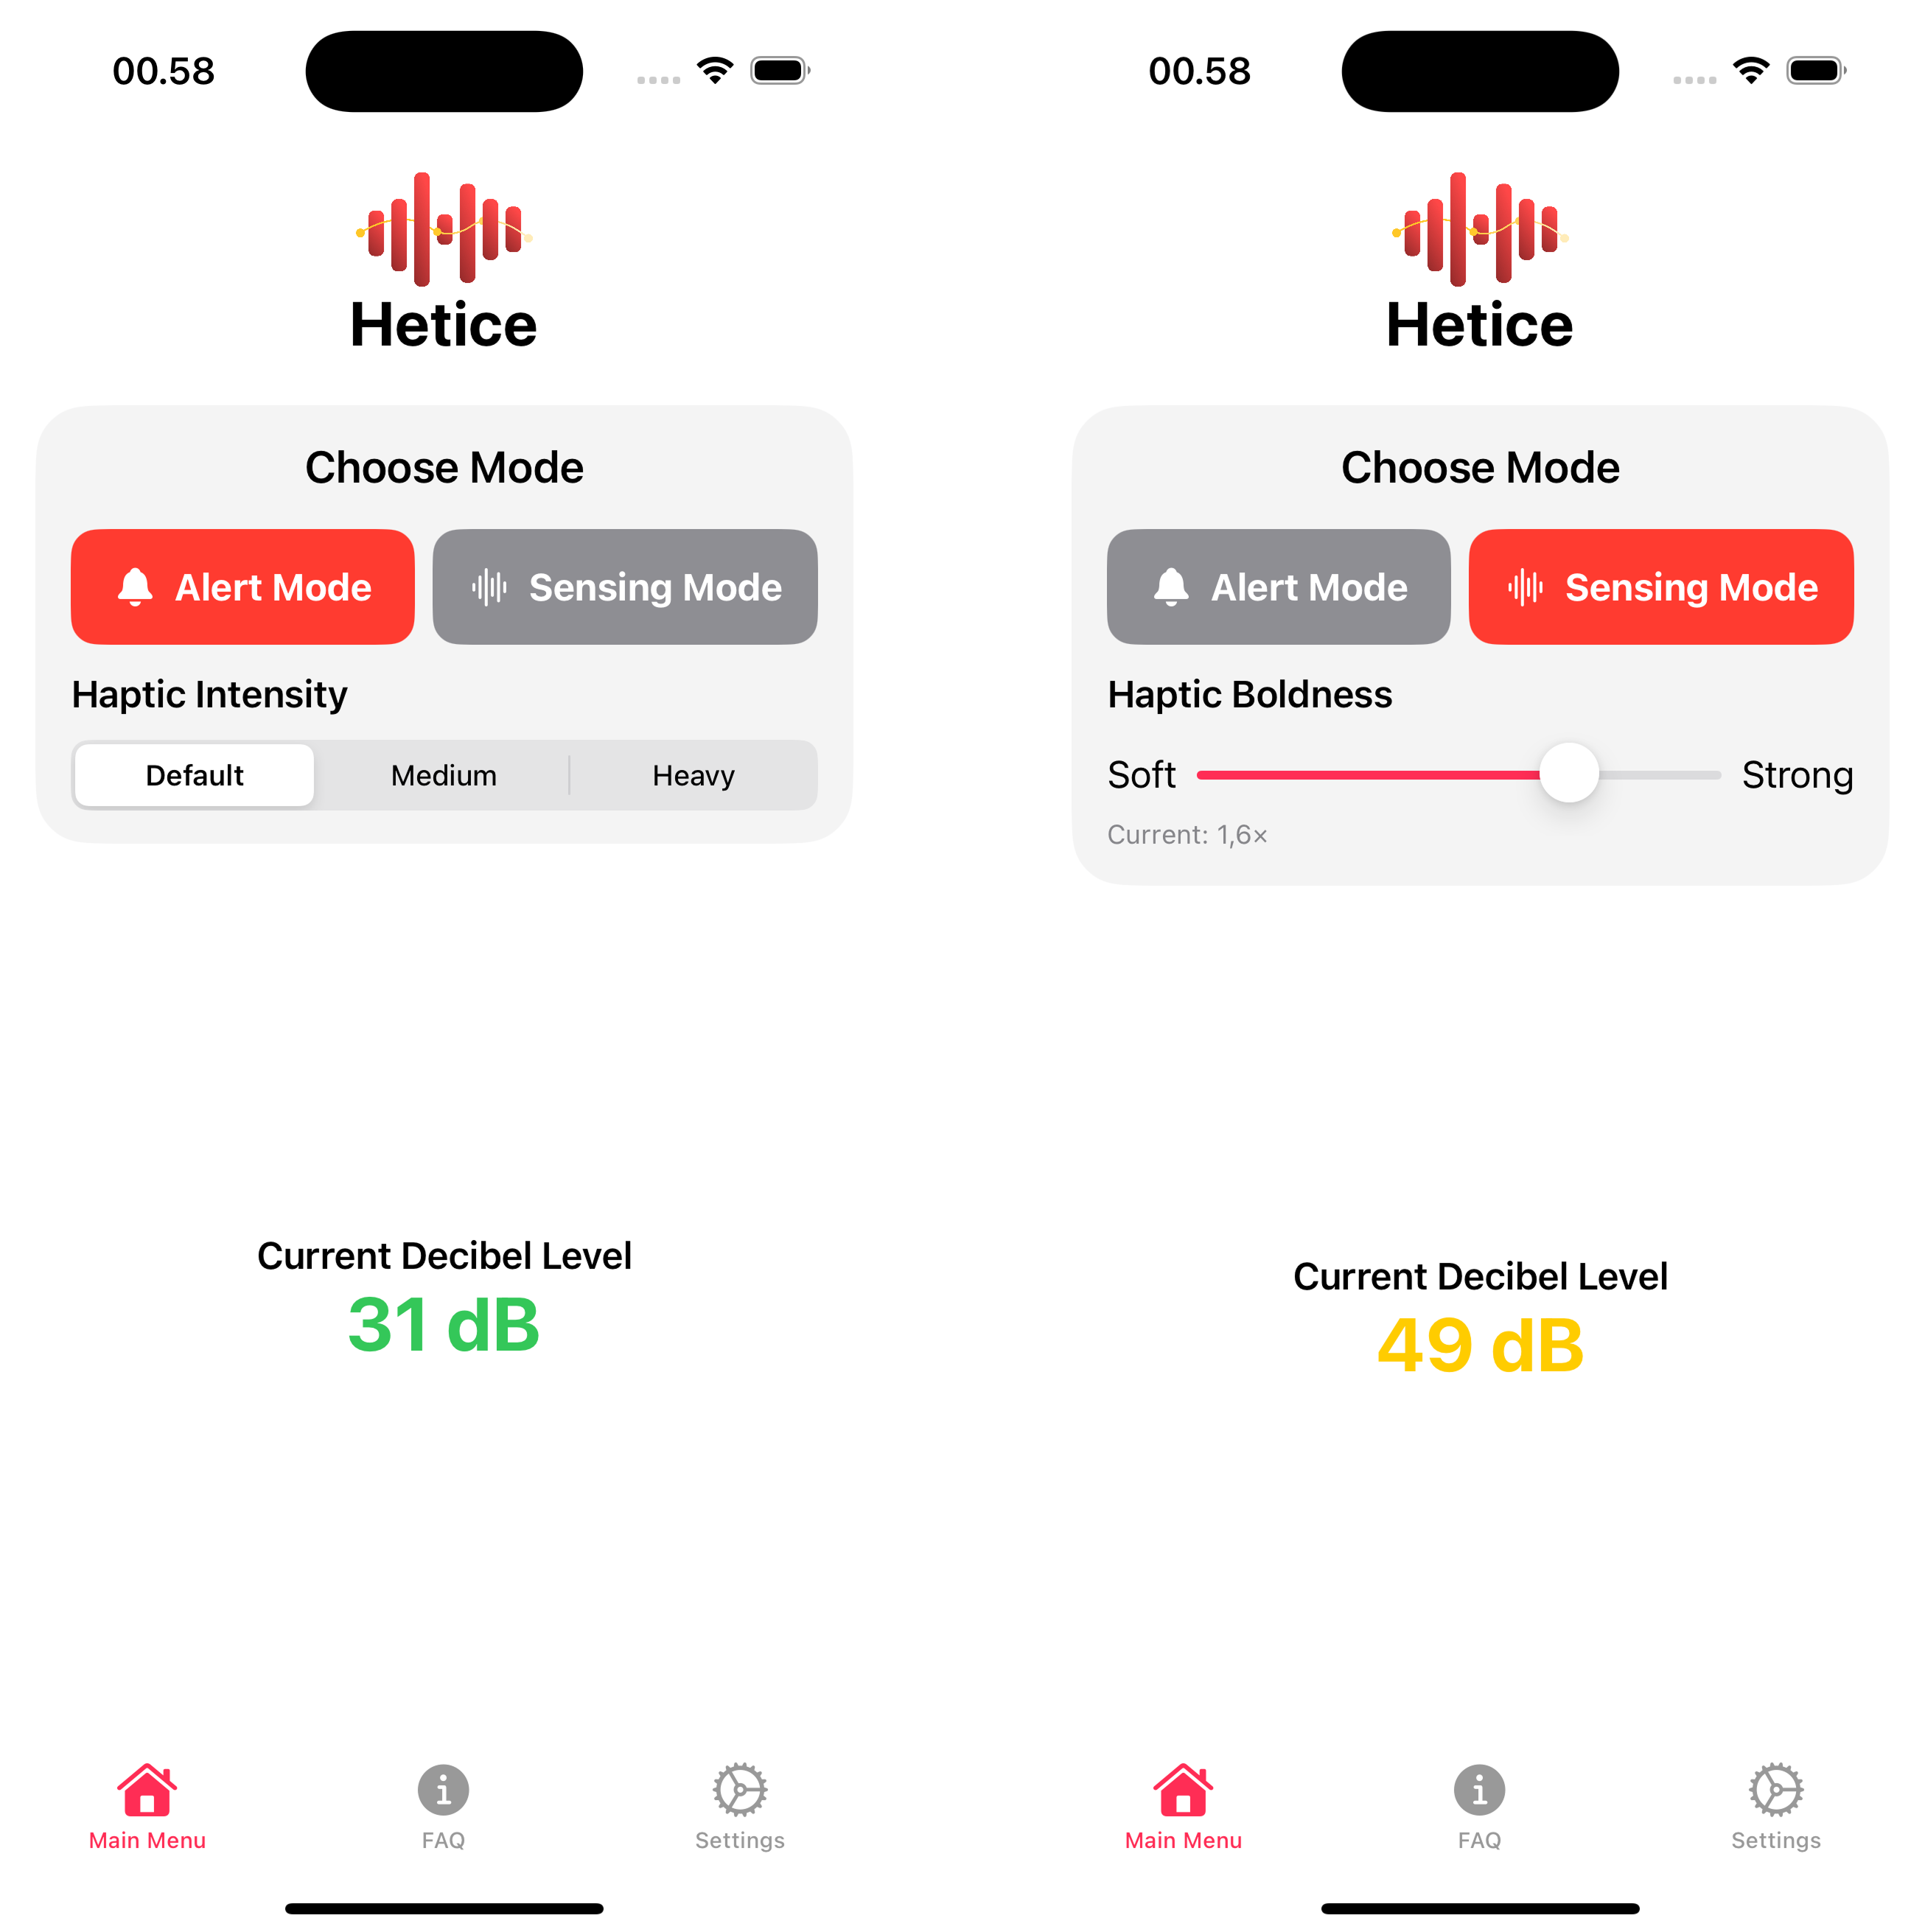 00.58
Hetice
Choose Mode
Alert Mode
Sensing Mode
Haptic Intensity
Default
Medium
Heavy
Current Decibel Level
31 dB
Main Menu
FAQ
Settings
00.58
Hetice
Choose Mode
Alert Mode
Sensing Mode
Haptic Boldness
Soft
Strong
Current: 1,6×
Current Decibel Level
49 dB
Main Menu
FAQ
Settings